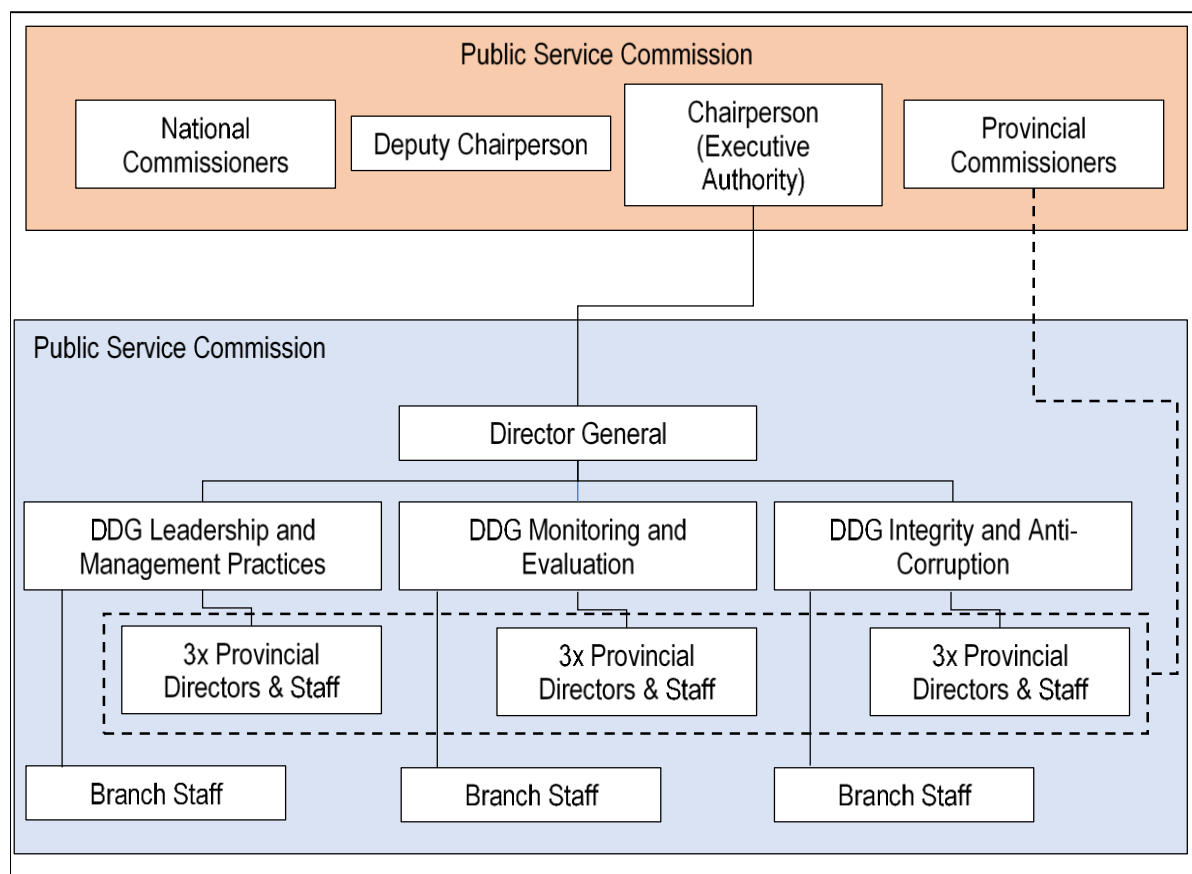 Public Service Commission
National
Commissioners
Deputy Chairperson
Chairperson
(Executive
Authority)
Provincial
Commissioners
Public Service Commission
Director General
DDG Leadership and
Management Practices
DDG Monitoring and
Evaluation
DDG Integrity and Anti-
Corruption
3x Provincial
Directors & Staff
3x Provincial
Directors & Staff
3x Provincial
Directors & Staff
Branch Staff
Branch Staff
Branch Staff